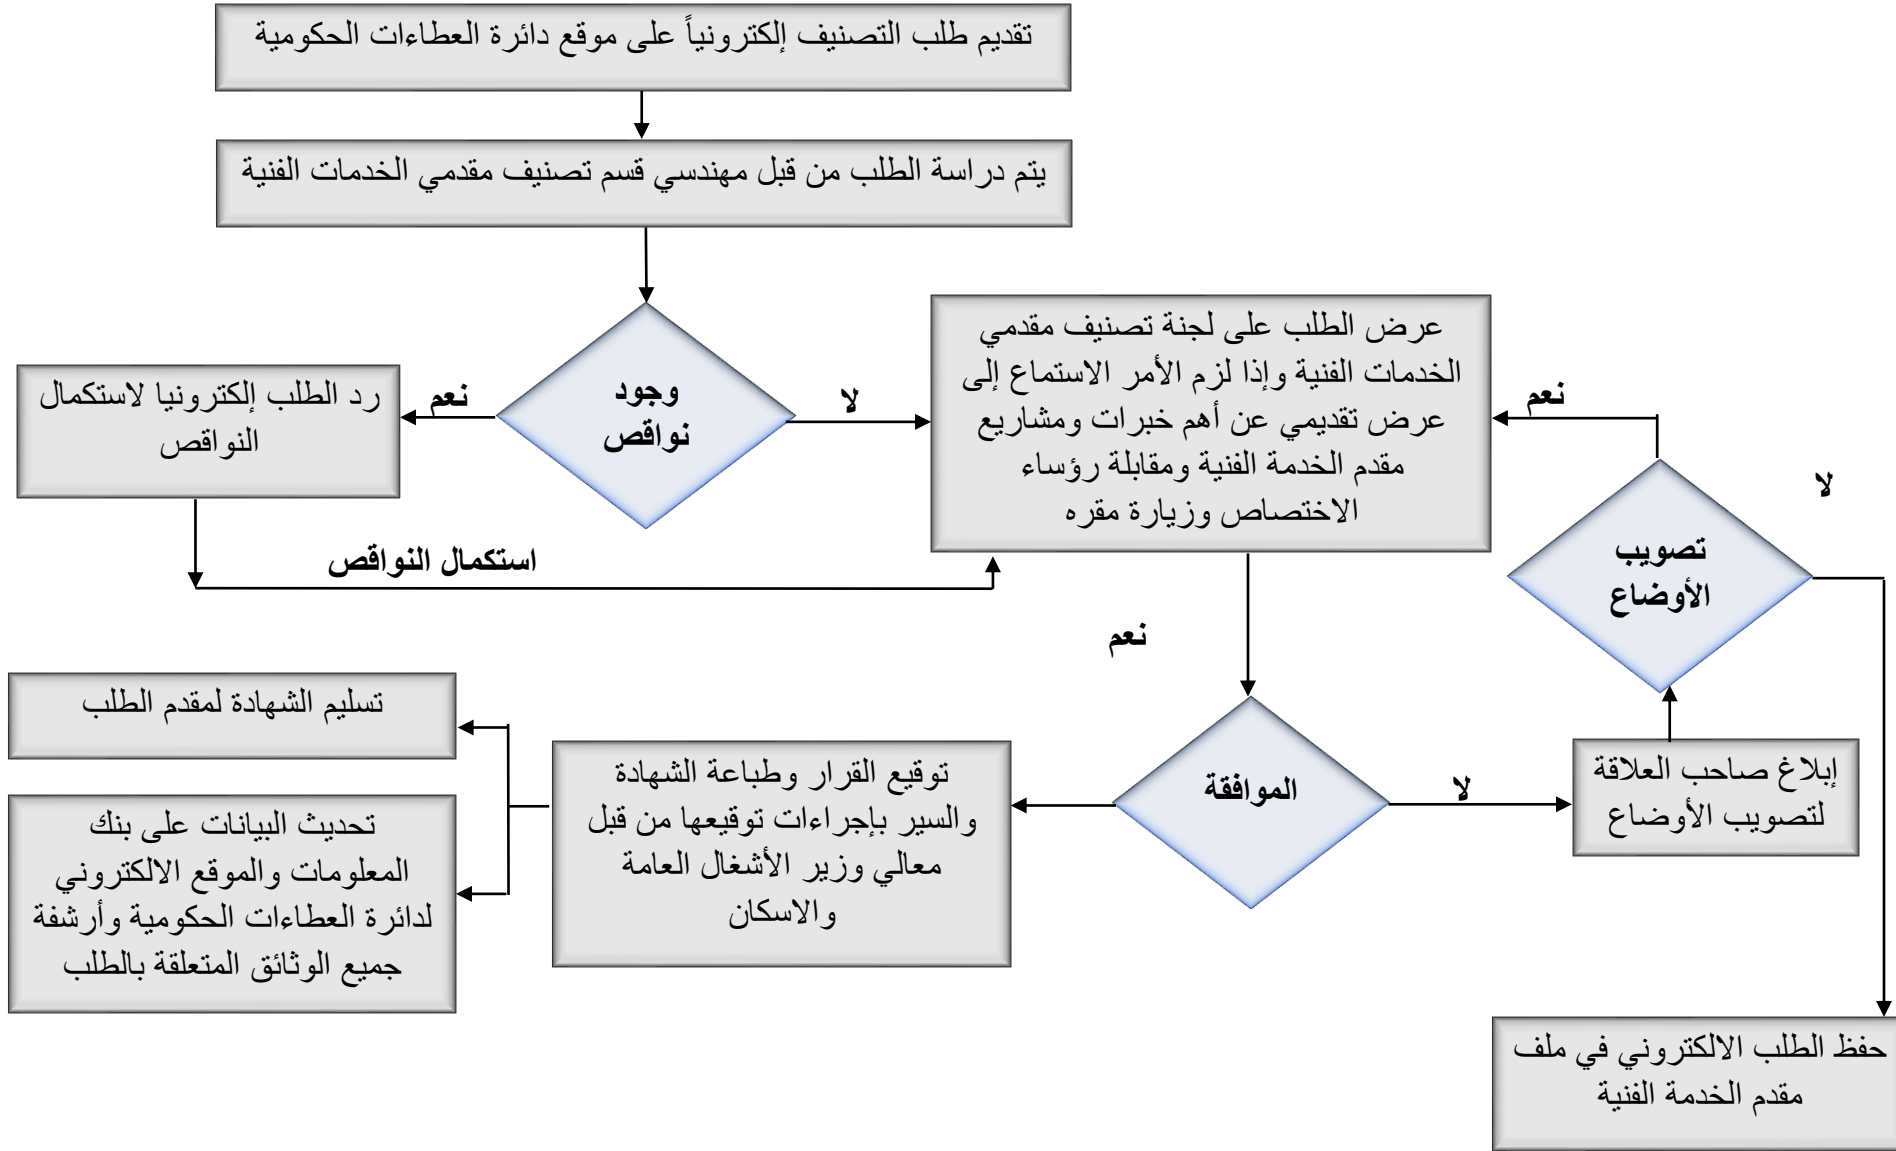 تقديم طلب التصنيف إلكترونياً على موقع دائرة العطاءات الحكومية
يتم دراسة الطلب من قبل مهندسي قسم تصنيف مقدمي الخدمات الفنية
وجود
نواقص
نعم
لا
رد الطلب إلكترونيا لاستكمال
النواقص
استكمال النواقص
عرض الطلب على لجنة تصنيف مقدمي
الخدمات الفنية وإذا لزم الأمر الاستماع إلى
عرض تقديمي عن أهم خبرات ومشاريع
مقدم الخدمة الفنية ومقابلة رؤساء
الاختصاص وزيارة مقره
نعم
لا
تصويب
الأوضاع
نعم
الموافقة
لا
إبلاغ صاحب العلاقة
لتصويب الأوضاع
توقيع القرار وطباعة الشهادة
والسير بإجراءات توقيعها من قبل
معالي وزير الأشغال العامة
والاسكان
تسليم الشهادة لمقدم الطلب
تحديث البيانات على بنك
المعلومات والموقع الالكتروني
لدائرة العطاءات الحكومية وأرشفة
جميع الوثائق المتعلقة بالطلب
حفظ الطلب الالكتروني في ملف
مقدم الخدمة الفنية